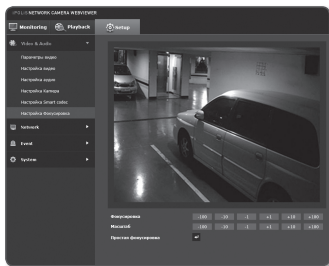 iPOLiS NETWORK CAMERA WEBVIEWER
Monitoring Playback Setup
Video & Audio
Параметры видео
Настройка видео
Настройка аудио
Настройка Камера
Настройка Smart codec
Настройка Фокусировка
Network
Event
System
Фокусировка -100 -10 -1 +1 +10 +100
Масштаб -100 -10 -1 +1 +10 +100
Простая фокусировка